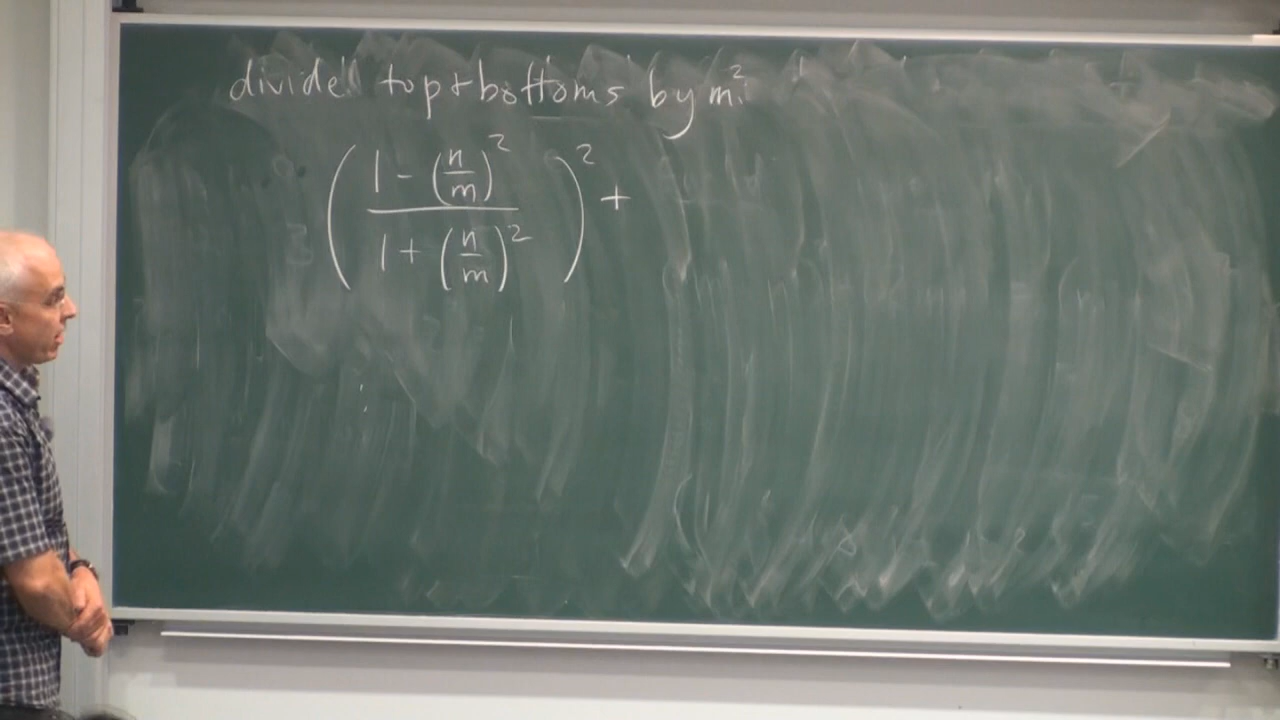 divide top + bottoms by m²:
( (1 - (n/m)²) / (1 + (n/m)²) )² +